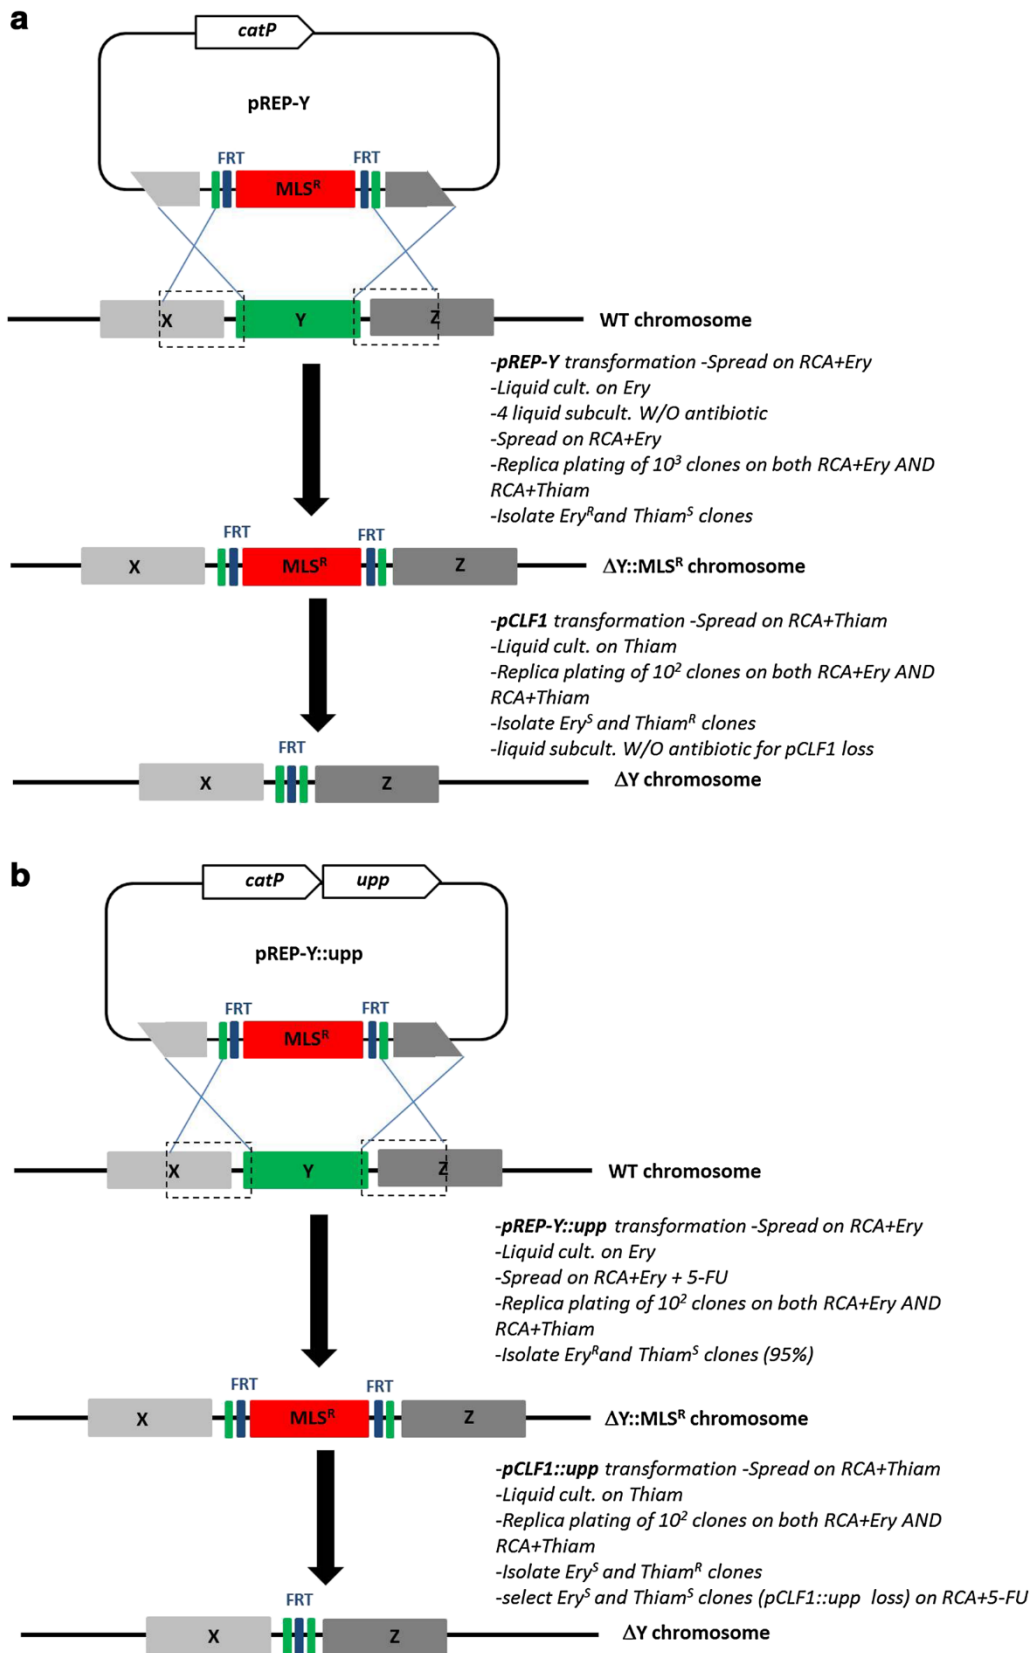 a
catP
pREP-Y
FRT FRT
MLSᴿ
X Y Z WT chromosome
-pREP-Y transformation -Spread on RCA+Ery
-Liquid cult. on Ery
-4 liquid subcult. W/O antibiotic
-Spread on RCA+Ery
-Replica plating of 10³ clones on both RCA+Ery AND
RCA+Thiam
-Isolate Eryᴿand Thiamˢ clones
FRT FRT
X MLSᴿ Z ΔY::MLSᴿ chromosome
-pCLF1 transformation -Spread on RCA+Thiam
-Liquid cult. on Thiam
-Replica plating of 10² clones on both RCA+Ery AND
RCA+Thiam
-Isolate Eryˢ and Thiamᴿ clones
-liquid subcult. W/O antibiotic for pCLF1 loss
FRT
X Z ΔY chromosome
b
catP upp
pREP-Y::upp
FRT FRT
MLSᴿ
X Y Z WT chromosome
-pREP-Y::upp transformation -Spread on RCA+Ery
-Liquid cult. on Ery
-Spread on RCA+Ery + 5-FU
-Replica plating of 10² clones on both RCA+Ery AND
RCA+Thiam
-Isolate Eryᴿand Thiamˢ clones (95%)
FRT FRT
X MLSᴿ Z ΔY::MLSᴿ chromosome
-pCLF1::upp transformation -Spread on RCA+Thiam
-Liquid cult. on Thiam
-Replica plating of 10² clones on both RCA+Ery AND
RCA+Thiam
-Isolate Eryˢ and Thiamᴿ clones
-select Eryˢ and Thiamˢ clones (pCLF1::upp loss) on RCA+5-FU
FRT
X Z ΔY chromosome